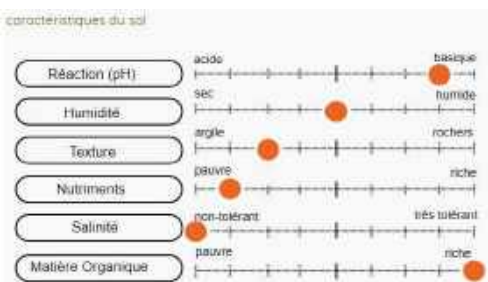 caractéristiques du sol
acide basique
Réaction (pH)
sec humide
Humidité
argile rochers
Texture
pauvre riche
Nutriments
non-tolérant très tolérant
Salinité
pauvre riche
Matière Organique